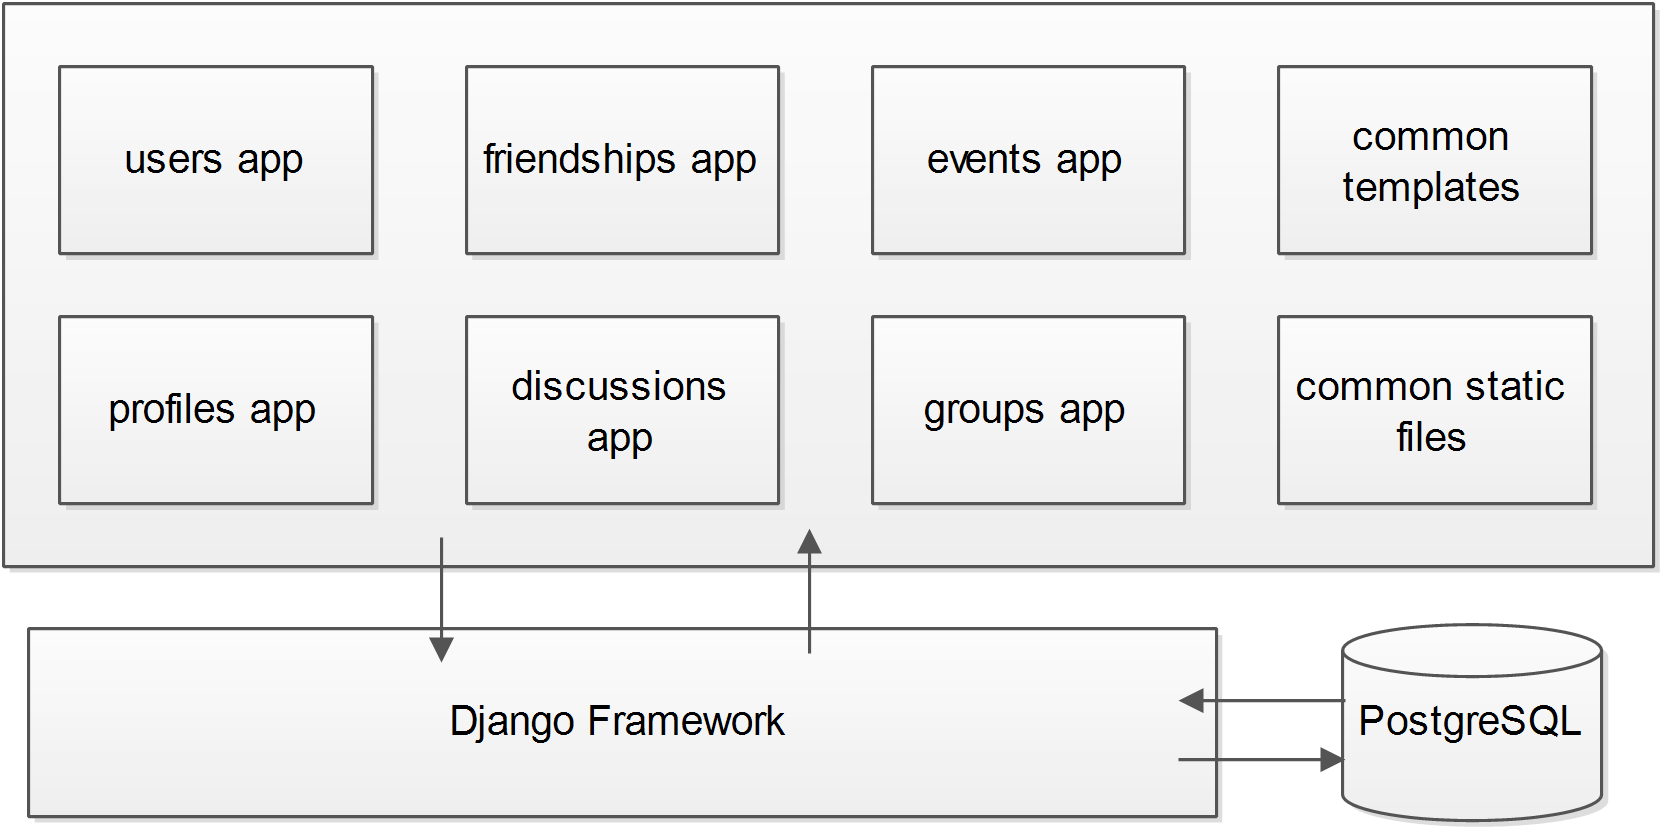 users app
friendships app
events app
common
templates
profiles app
discussions
app
groups app
common static
files
Django Framework
PostgreSQL